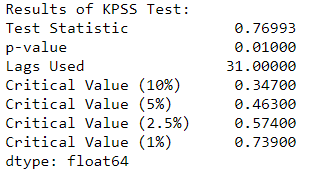 Results of KPSS Test:
Test Statistic 0.76993
p-value 0.01000
Lags Used 31.00000
Critical Value (10%) 0.34700
Critical Value (5%) 0.46300
Critical Value (2.5%) 0.57400
Critical Value (1%) 0.73900
dtype: float64